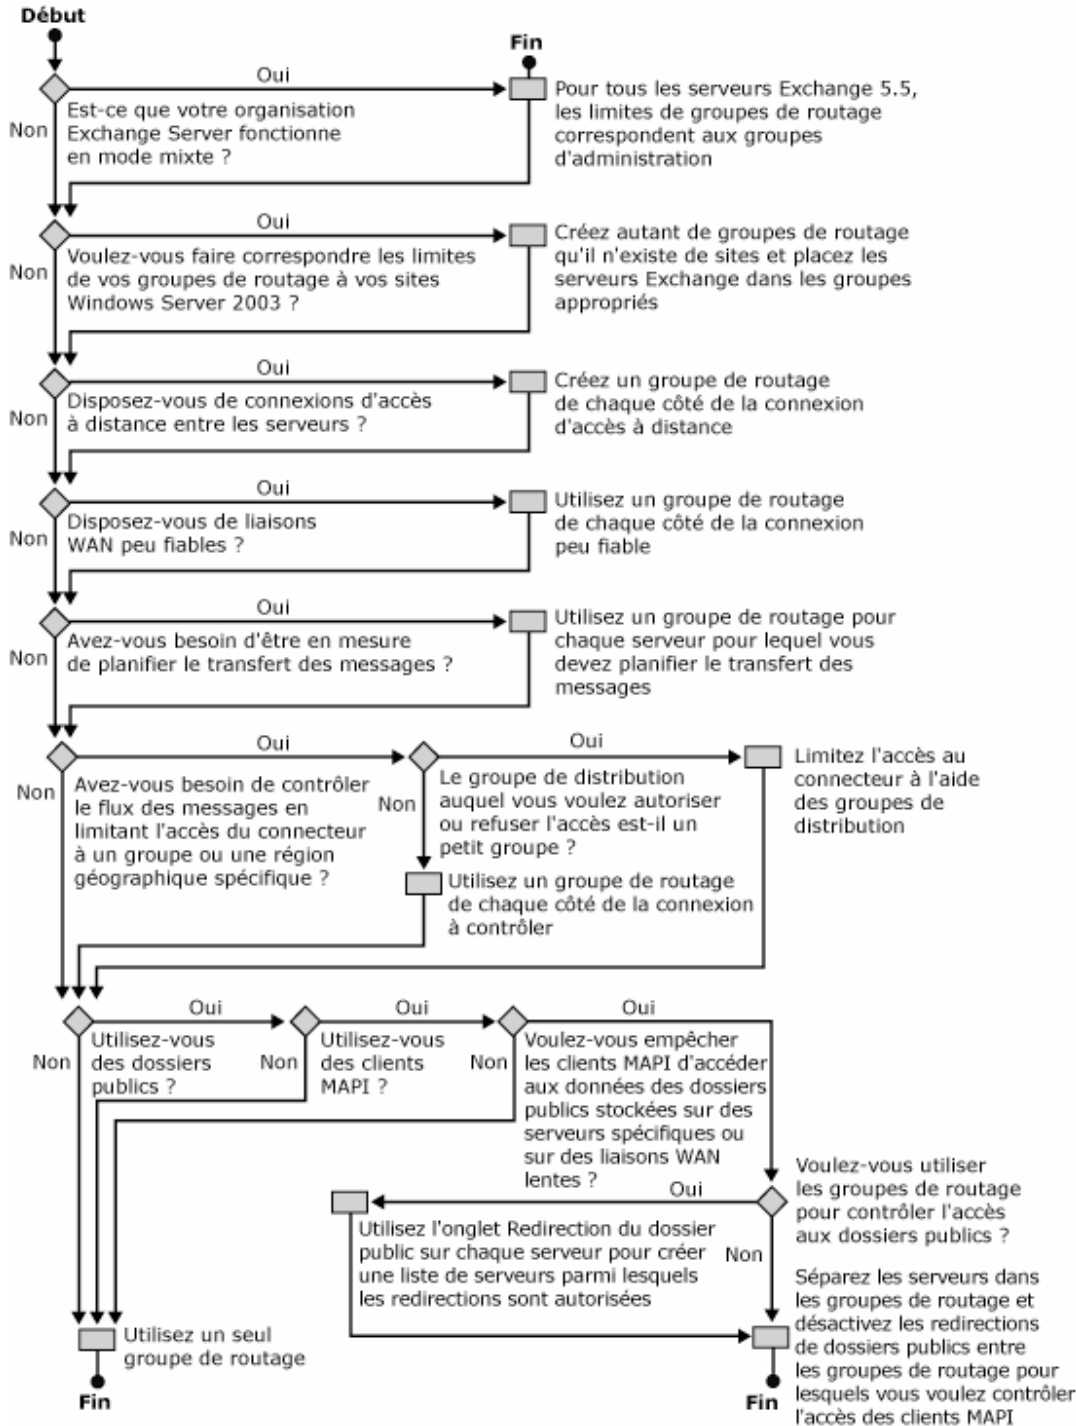 Début
Fin
Oui
Non
Est-ce que votre organisation
Exchange Server fonctionne
en mode mixte ?
Pour tous les serveurs Exchange 5.5,
les limites de groupes de routage
correspondent aux groupes
d'administration
Oui
Non
Voulez-vous faire correspondre les limites
de vos groupes de routage à vos sites
Windows Server 2003 ?
Créez autant de groupes de routage
qu'il n'existe de sites et placez les
serveurs Exchange dans les groupes
appropriés
Oui
Non
Disposez-vous de connexions d'accès
à distance entre les serveurs ?
Créez un groupe de routage
de chaque côté de la connexion
d'accès à distance
Oui
Non
Disposez-vous de liaisons
WAN peu fiables ?
Utilisez un groupe de routage
de chaque côté de la connexion
peu fiable
Oui
Non
Avez-vous besoin d'être en mesure
de planifier le transfert des messages ?
Utilisez un groupe de routage pour
chaque serveur pour lequel vous
devez planifier le transfert des
messages
Oui
Non
Avez-vous besoin de contrôler
le flux des messages en
limitant l'accès du connecteur
à un groupe ou une région
géographique spécifique ?
Oui
Non
Le groupe de distribution
auquel vous voulez autoriser
ou refuser l'accès est-il un
petit groupe ?
Limitez l'accès au
connecteur à l'aide
des groupes de
distribution
Utilisez un groupe de routage
de chaque côté de la connexion
à contrôler
Oui
Non
Utilisez-vous
des dossiers
publics ?
Oui
Non
Utilisez-vous
des clients
MAPI ?
Oui
Non
Voulez-vous empêcher
les clients MAPI d'accéder
aux données des dossiers
publics stockées sur des
serveurs spécifiques ou
sur des liaisons WAN
lentes ?
Voulez-vous utiliser
les groupes de routage
pour contrôler l'accès
aux dossiers publics ?
Oui
Non
Utilisez l'onglet Redirection du dossier
public sur chaque serveur pour créer
une liste de serveurs parmi lesquels
les redirections sont autorisées
Séparez les serveurs dans
les groupes de routage et
désactivez les redirections
de dossiers publics entre
les groupes de routage pour
lesquels vous voulez contrôler
l'accès des clients MAPI
Utilisez un seul
groupe de routage
Fin
Fin